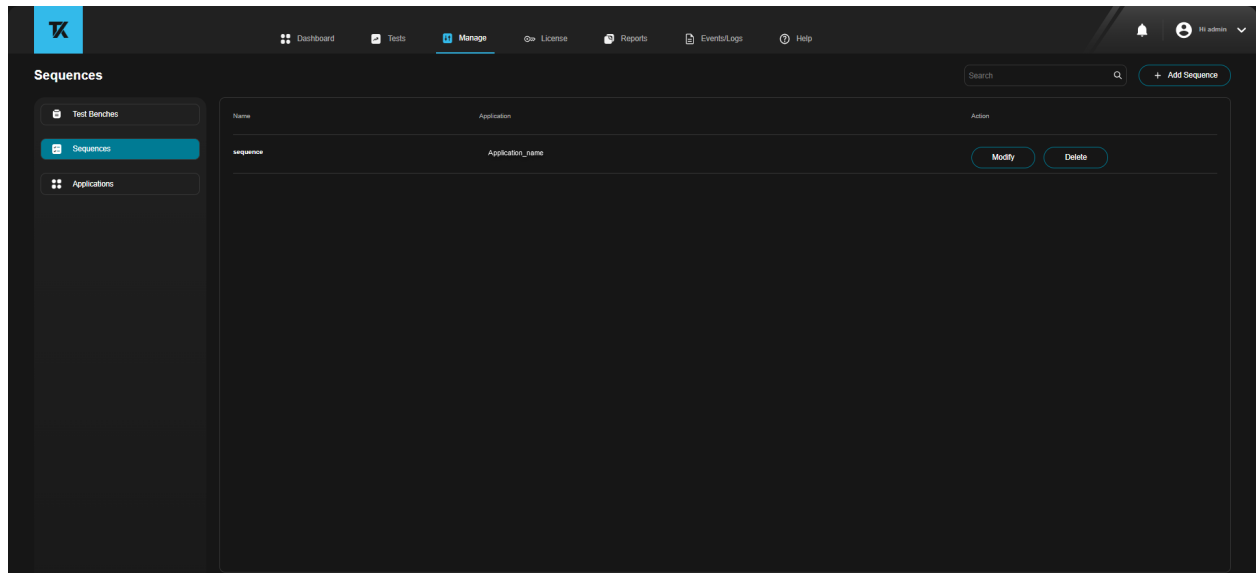 TK
Dashboard Tests Manage License Reports Events/Logs Help Hi admin
Sequences Search + Add Sequence
Test Benches
Sequences
Applications
Name Application Action
sequence Application_name Modify Delete